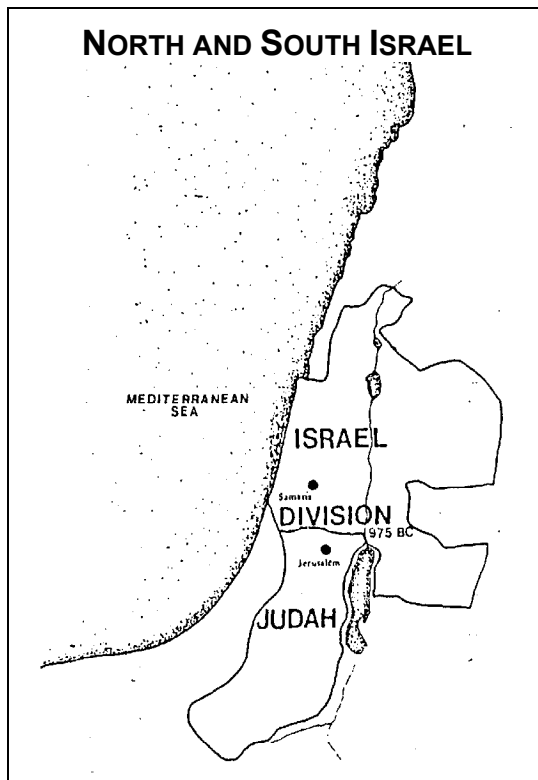 NORTH AND SOUTH ISRAEL
MEDITERRANEAN
SEA
ISRAEL
Samaria
DIVISION
975 BC
Jerusalem
JUDAH